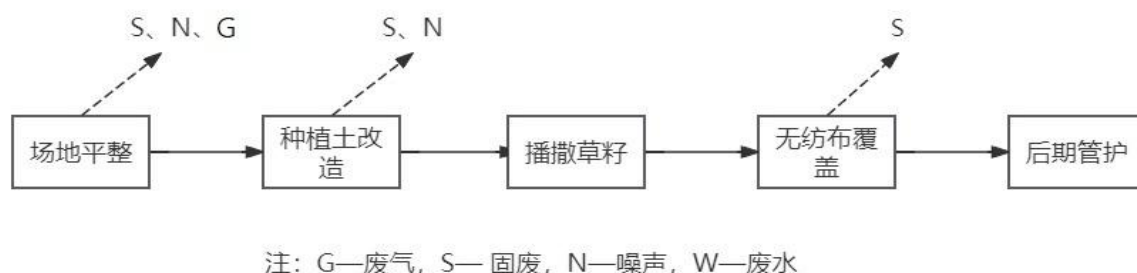 S、N、G
S、N
S
场地平整
种植土改
造
播撒草籽
无纺布覆
盖
后期管护
注：G—废气，S— 固废，N—噪声，W—废水